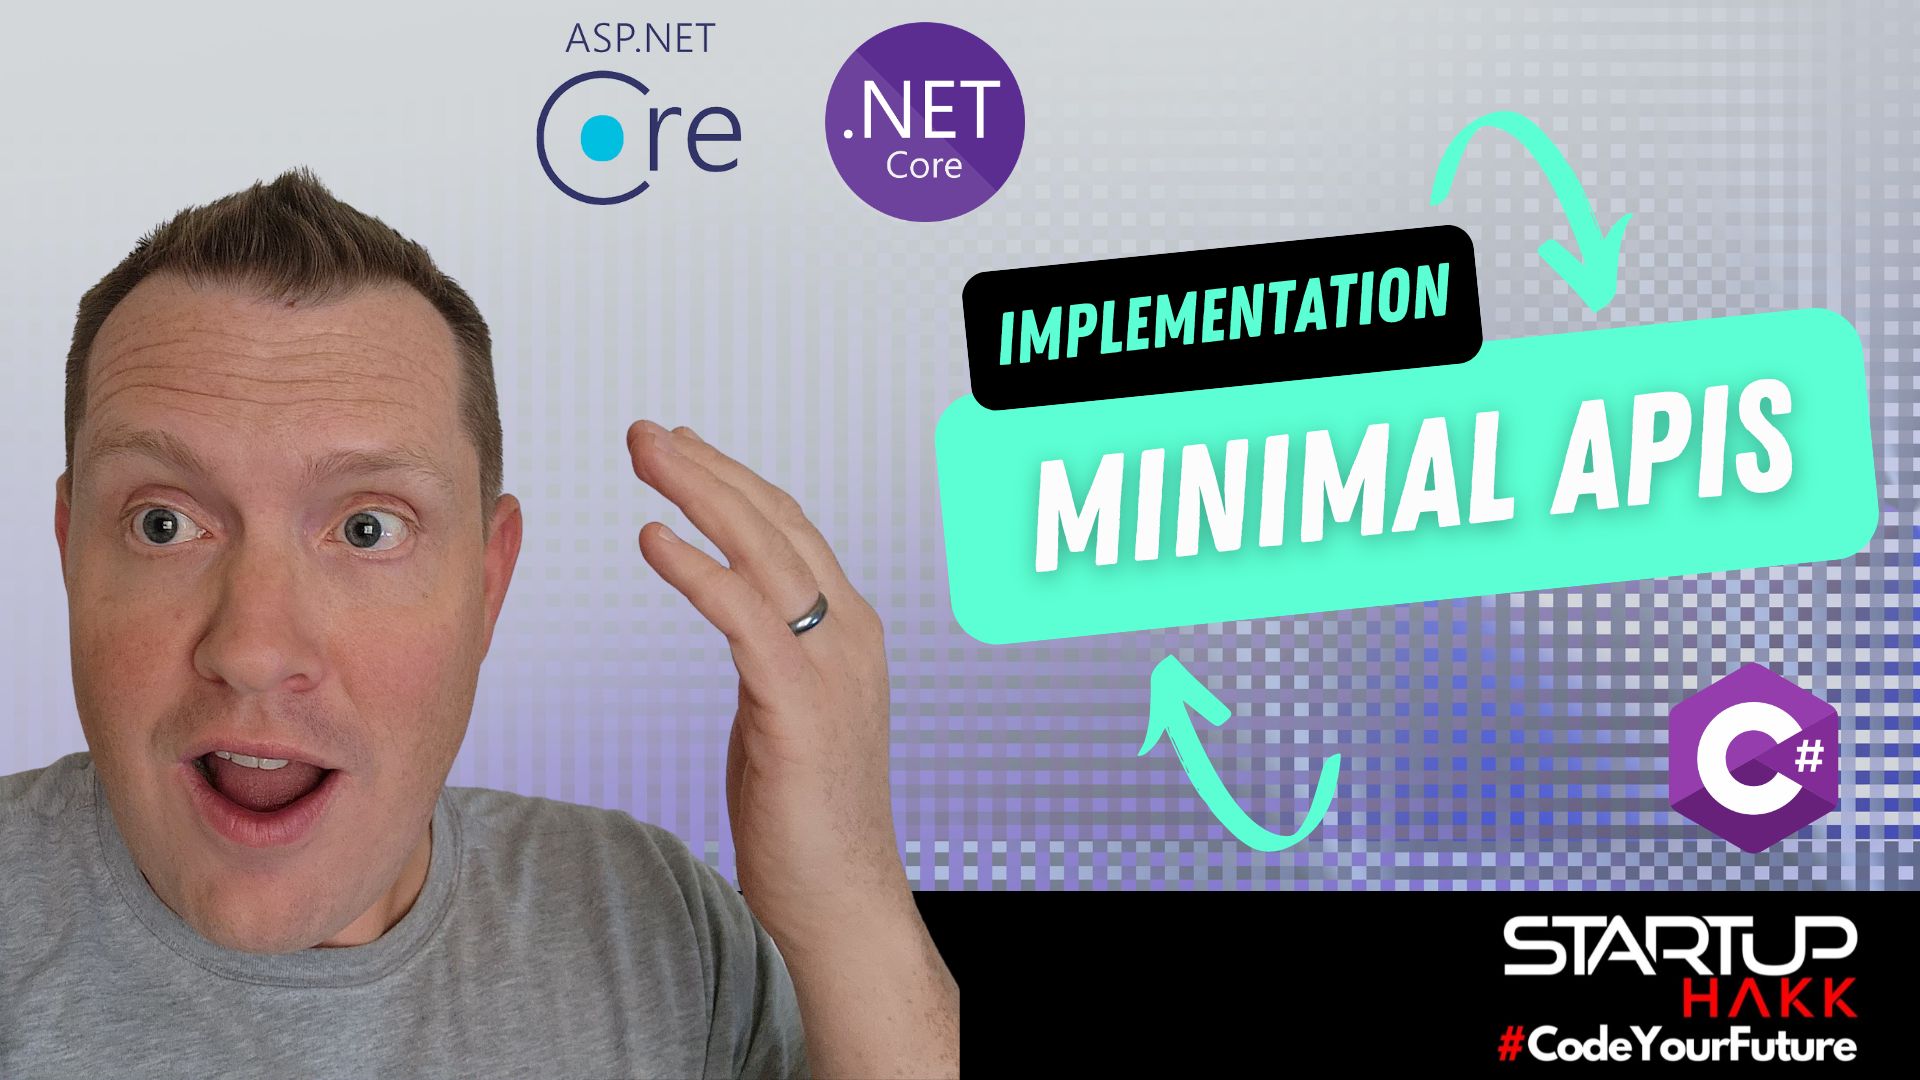 ASP.NET
Core
.NET
Core
IMPLEMENTATION
MINIMAL APIS
C#
STARTUP
HAKK
#CodeYourFuture